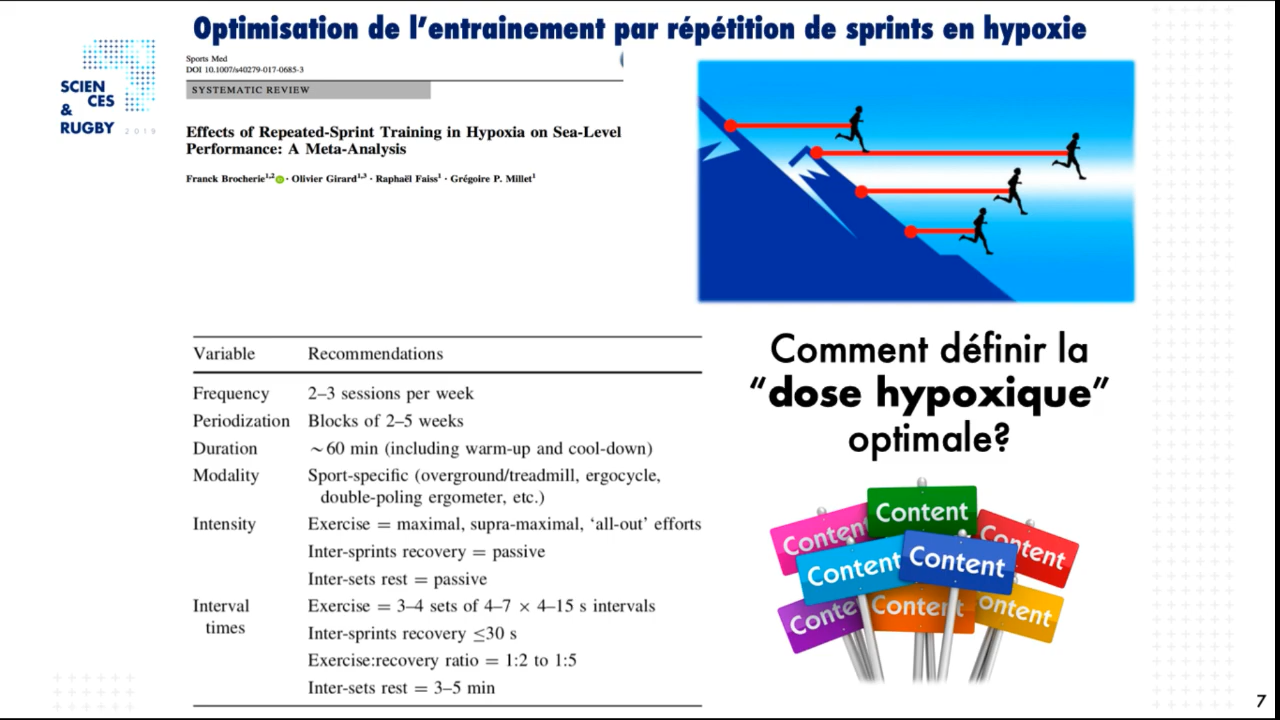 Optimisation de l’entrainement par répétition de sprints en hypoxie
SCIEN
CES
&
RUGBY 2019
Sports Med
DOI 10.1007/s40279-017-0685-3
SYSTEMATIC REVIEW
Effects of Repeated-Sprint Training in Hypoxia on Sea-Level
Performance: A Meta-Analysis
Franck Brocherie1,2 · Olivier Girard1,3 · Raphaël Faiss1 · Grégoire P. Millet1
Variable Recommendations
Frequency 2–3 sessions per week
Periodization Blocks of 2–5 weeks
Duration ~60 min (including warm-up and cool-down)
Modality Sport-specific (overground/treadmill, ergocycle,
double-poling ergometer, etc.)
Intensity Exercise = maximal, supra-maximal, ‘all-out’ efforts
Inter-sprints recovery = passive
Inter-sets rest = passive
Interval Exercise = 3–4 sets of 4–7 × 4–15 s intervals
times
Inter-sprints recovery ≤30 s
Exercise:recovery ratio = 1:2 to 1:5
Inter-sets rest = 3–5 min
Comment définir la
“dose hypoxique”
optimale?
Content
Content
Content
Content
Content
Conte
Content
ontent
7